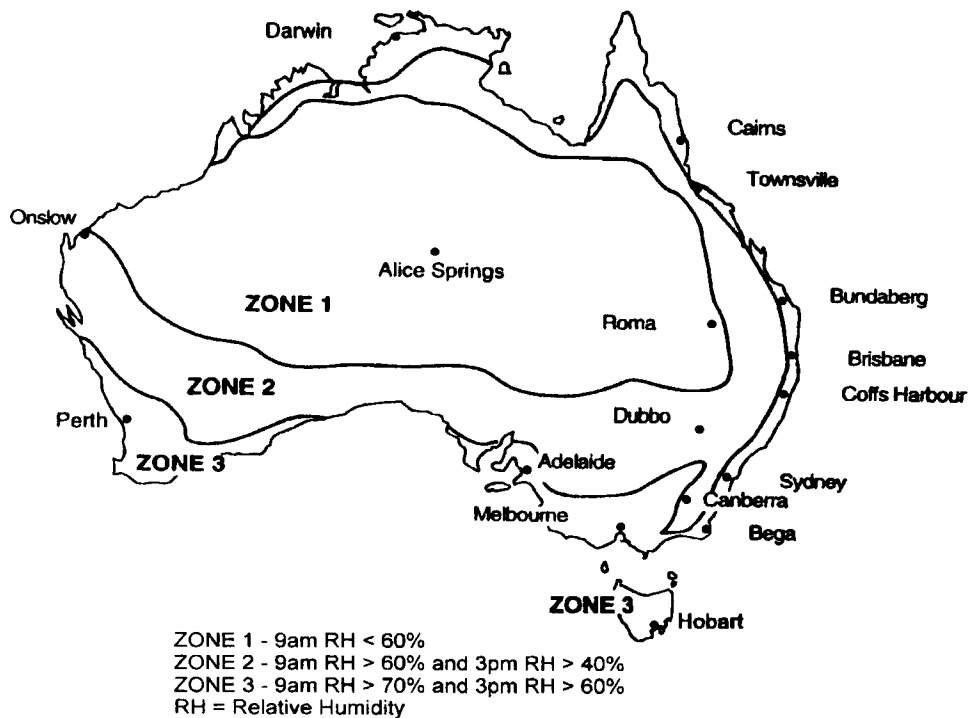 Darwin
Cairns
Townsville
Onslow
Alice Springs
ZONE 1
Bundaberg
Roma
Brisbane
ZONE 2
Coffs Harbour
Perth
Dubbo
ZONE 3
Adelaide
Sydney
Canberra
Melbourne
Bega
ZONE 3
Hobart
ZONE 1 - 9am RH < 60%
ZONE 2 - 9am RH > 60% and 3pm RH > 40%
ZONE 3 - 9am RH > 70% and 3pm RH > 60%
RH = Relative Humidity